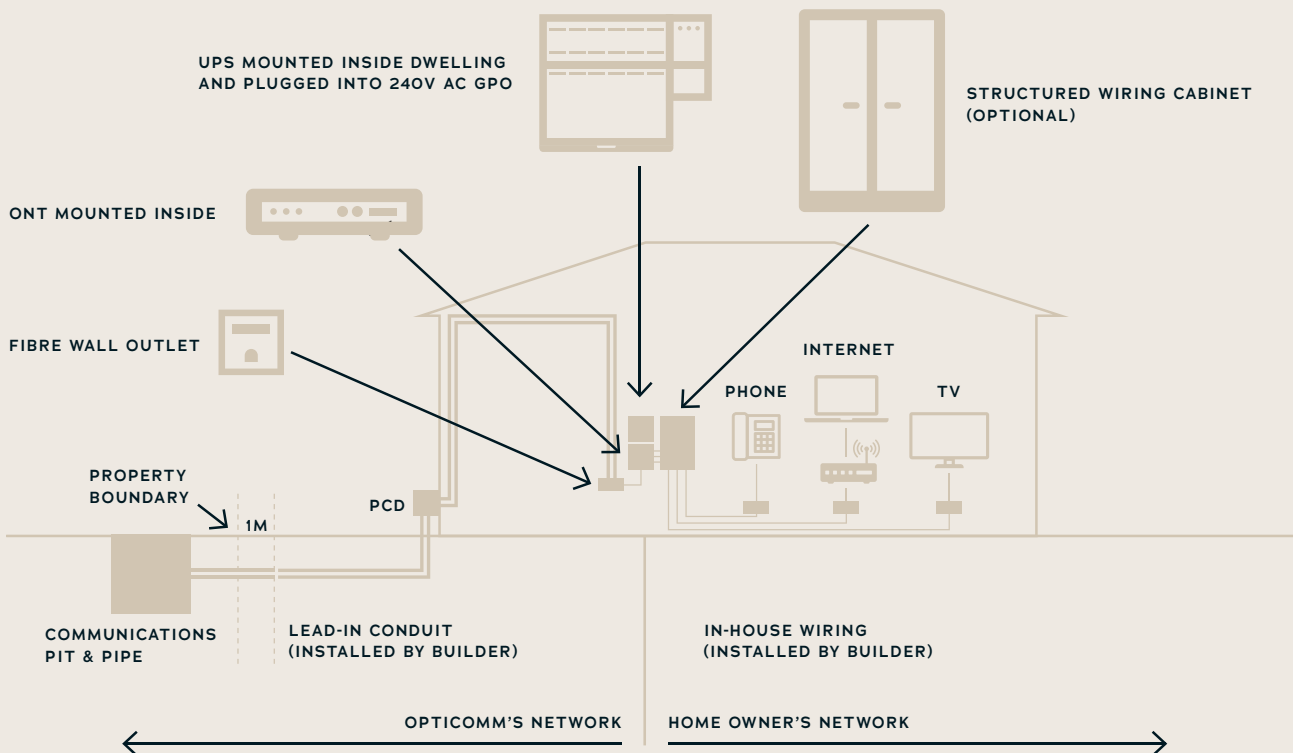 UPS MOUNTED INSIDE DWELLING
AND PLUGGED INTO 240V AC GPO
STRUCTURED WIRING CABINET
(OPTIONAL)
ONT MOUNTED INSIDE
FIBRE WALL OUTLET
INTERNET
PHONE
TV
PROPERTY
BOUNDARY
PCD
1M
COMMUNICATIONS
PIT & PIPE
LEAD-IN CONDUIT
(INSTALLED BY BUILDER)
IN-HOUSE WIRING
(INSTALLED BY BUILDER)
OPTICOMM'S NETWORK
HOME OWNER'S NETWORK